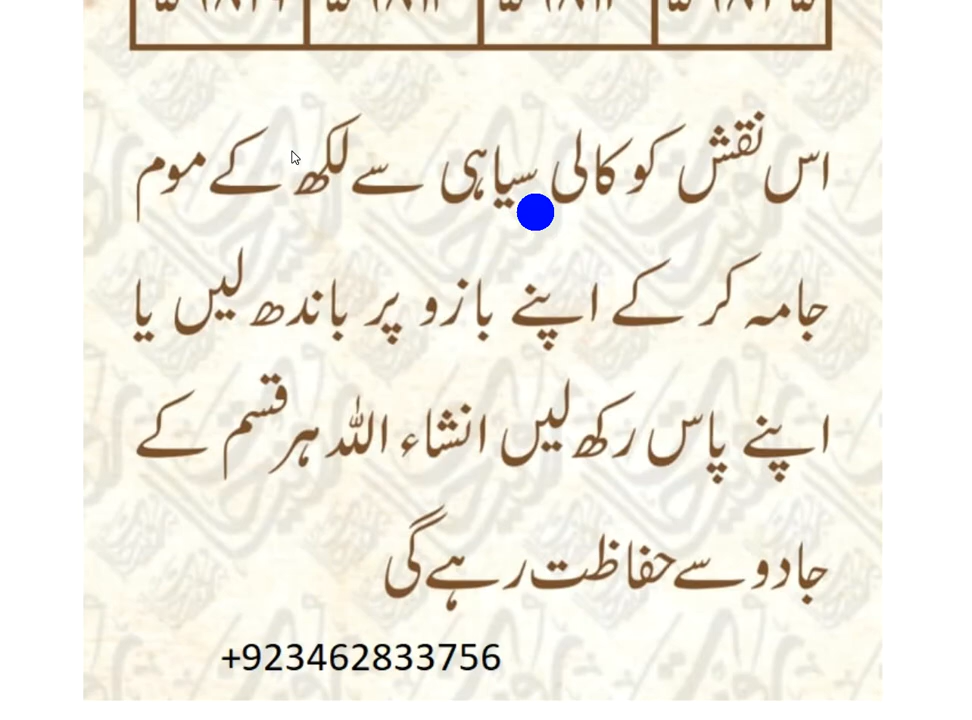 اس نقش کو کالی سیاہی سے لکھ کے موم
جامہ کر کے اپنے بازو پر باندھ لیں یا
اپنے پاس رکھ لیں انشاء اللہ ہر قسم کے
جادو سے حفاظت رہے گی
+923462833756